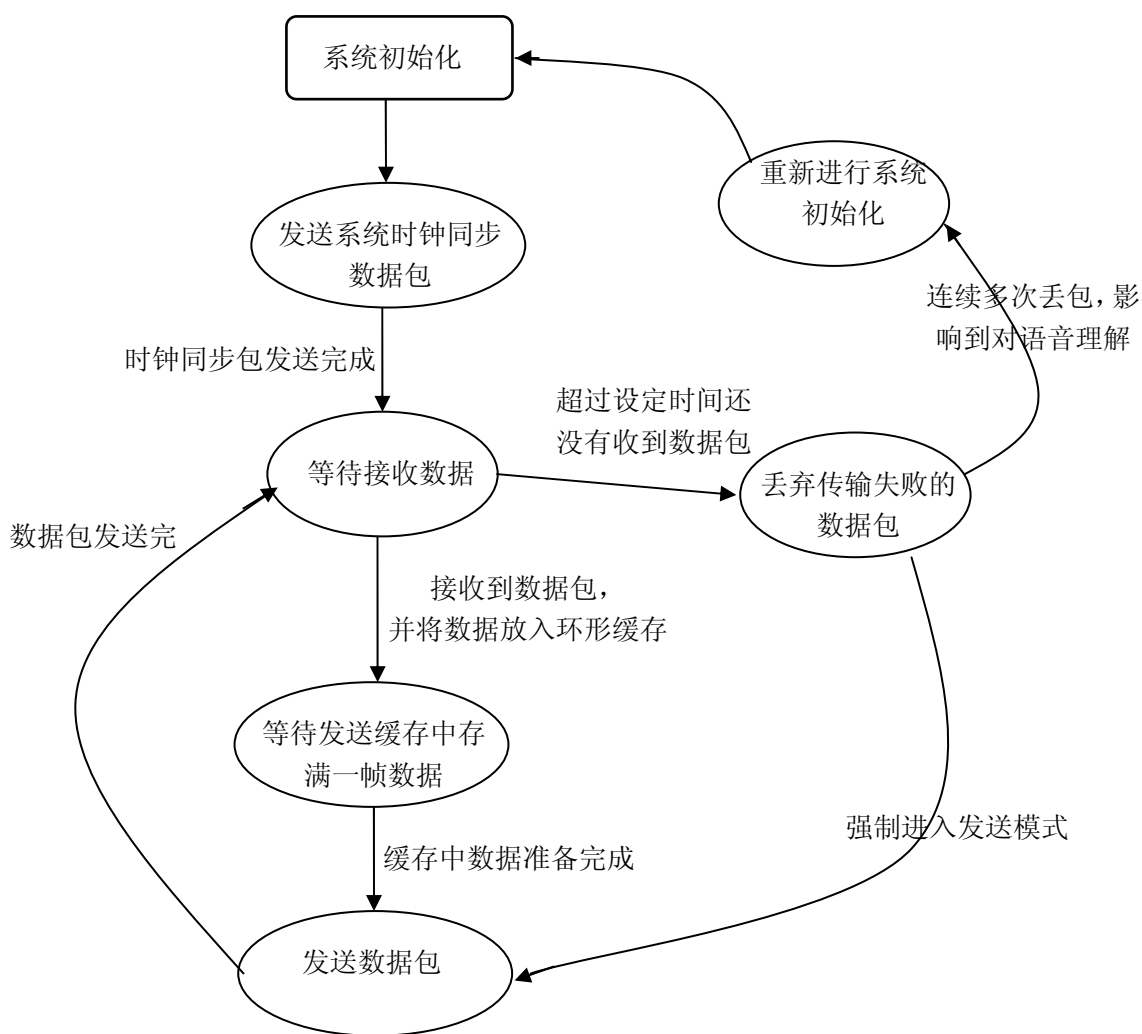 系统初始化
重新进行系统
初始化
发送系统时钟同步
数据包
连续多次丢包，影
响到对语音理解
时钟同步包发送完成
超过设定时间还
没有收到数据包
等待接收数据
丢弃传输失败的
数据包
数据包发送完
接收到数据包，
并将数据放入环形缓存
等待发送缓存中存
满一帧数据
强制进入发送模式
缓存中数据准备完成
发送数据包